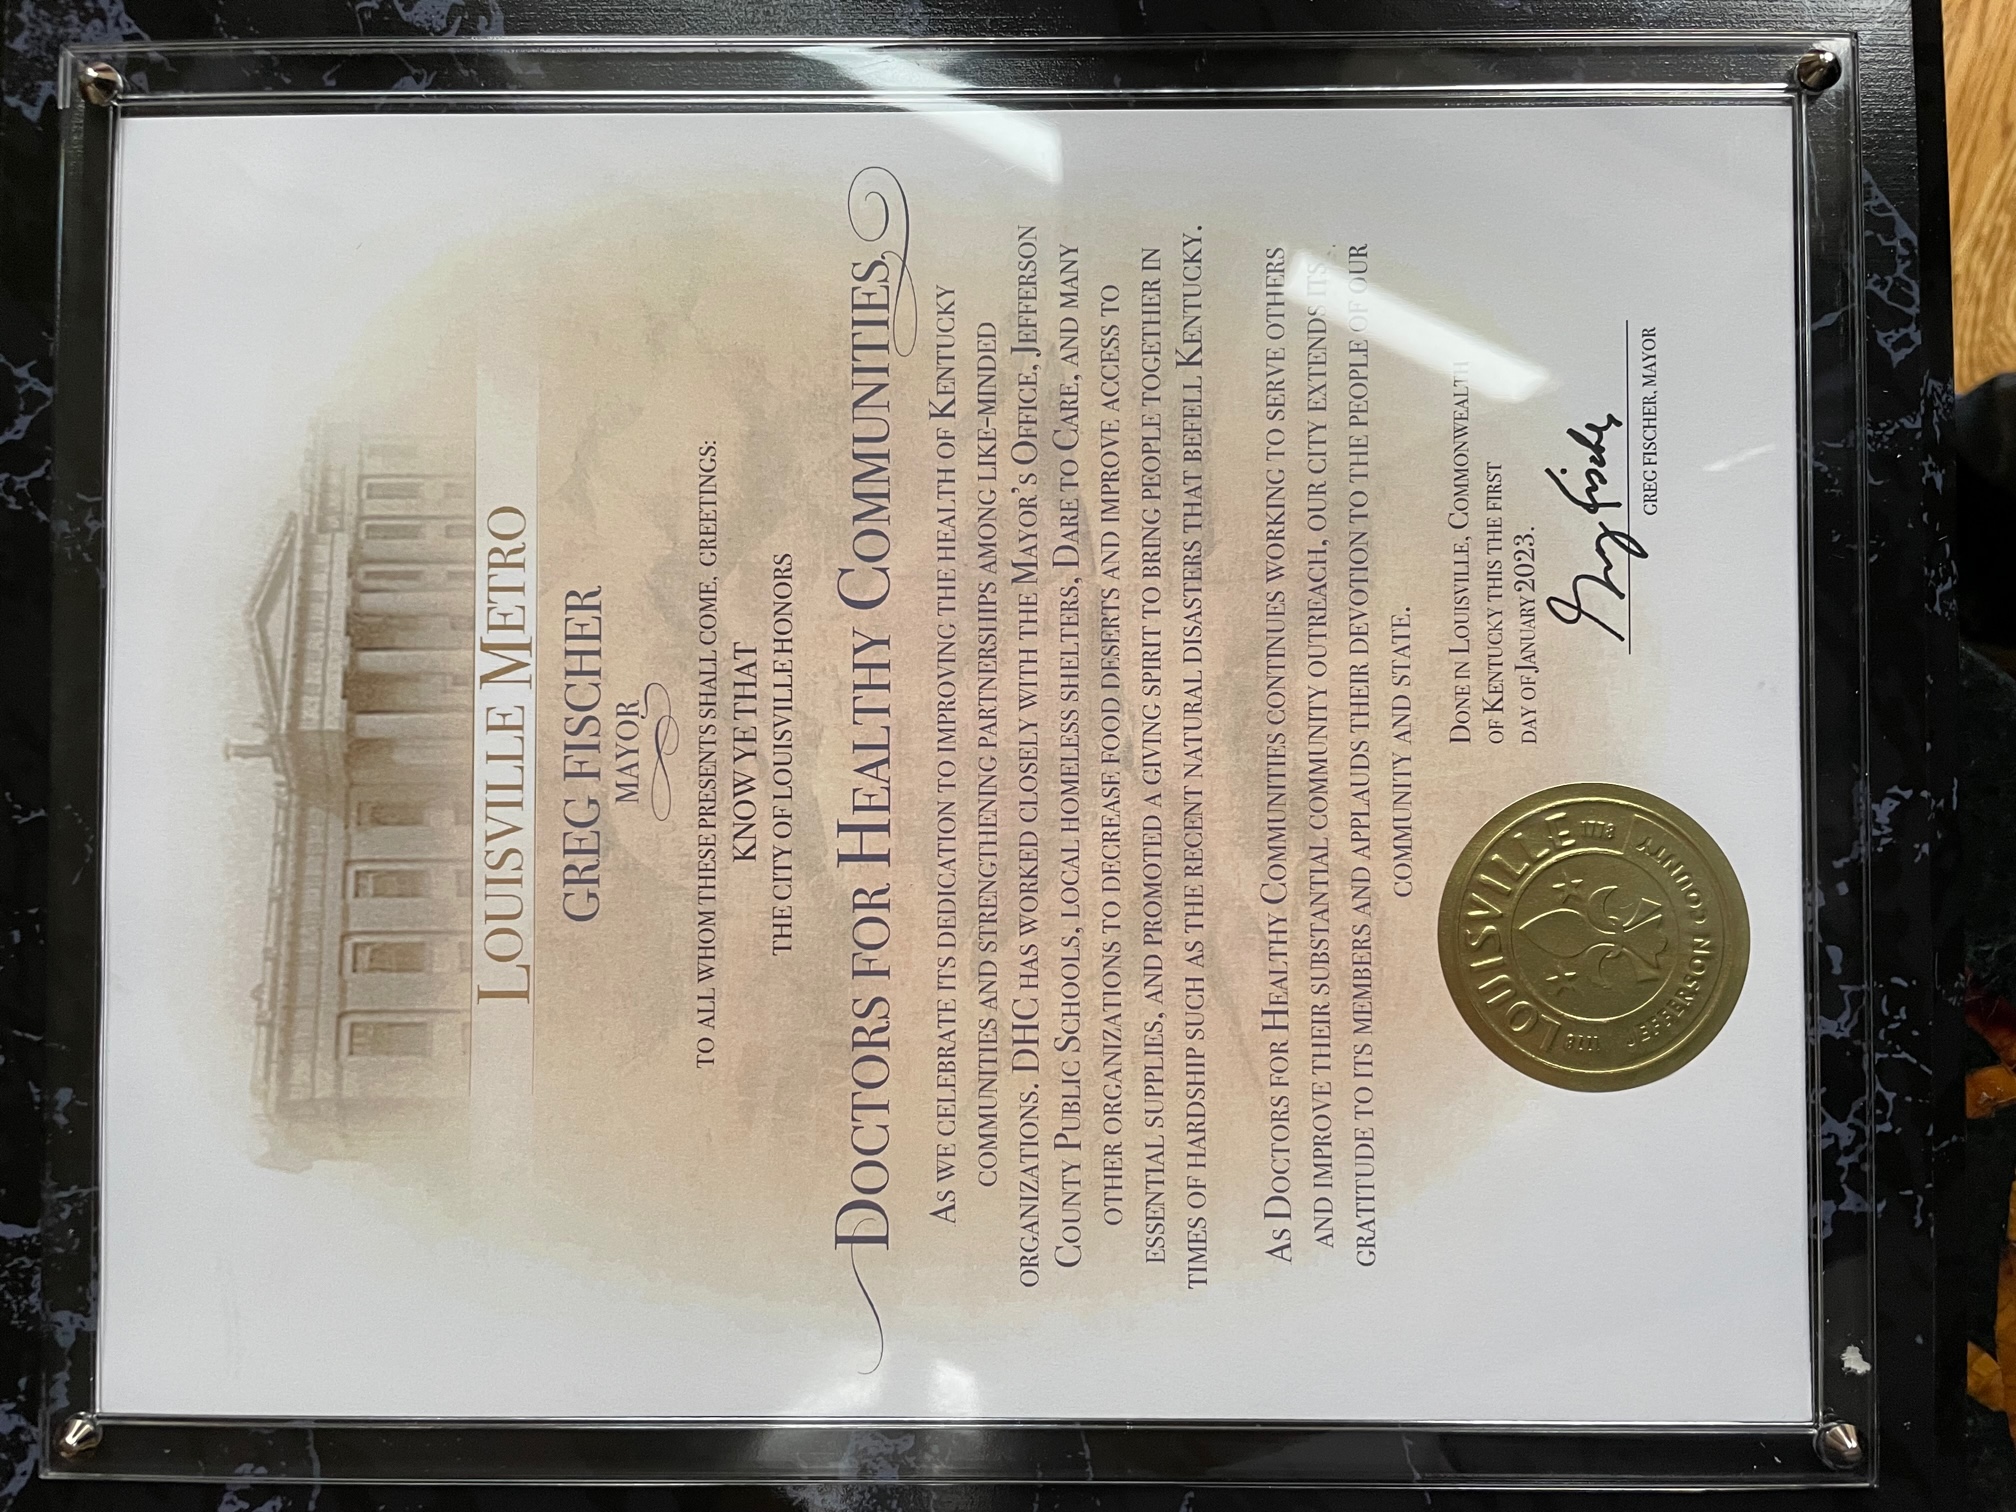 LOUISVILLE METRO
GREG FISCHER
MAYOR
TO ALL WHOM THESE PRESENTS SHALL COME, GREETINGS:
KNOW YE THAT
THE CITY OF LOUISVILLE HONORS
DOCTORS FOR HEALTHY COMMUNITIES,
AS WE CELEBRATE ITS DEDICATION TO IMPROVING THE HEALTH OF KENTUCKY
COMMUNITIES AND STRENGTHENING PARTNERSHIPS AMONG LIKE-MINDED
ORGANIZATIONS. DHC HAS WORKED CLOSELY WITH THE MAYOR'S OFFICE, JEFFERSON
COUNTY PUBLIC SCHOOLS, LOCAL HOMELESS SHELTERS, DARE TO CARE, AND MANY
OTHER ORGANIZATIONS TO DECREASE FOOD DESERTS AND IMPROVE ACCESS TO
ESSENTIAL SUPPLIES, AND PROMOTED A GIVING SPIRIT TO BRING PEOPLE TOGETHER IN
TIMES OF HARDSHIP SUCH AS THE RECENT NATURAL DISASTERS THAT BEFELL KENTUCKY.
AS DOCTORS FOR HEALTHY COMMUNITIES CONTINUES WORKING TO SERVE OTHERS
AND IMPROVE THEIR SUBSTANTIAL COMMUNITY OUTREACH, OUR CITY EXTENDS ITS
GRATITUDE TO ITS MEMBERS AND APPLAUDS THEIR DEVOTION TO THE PEOPLE OF OUR
COMMUNITY AND STATE.
DONE IN LOUISVILLE, COMMONWEALTH
OF KENTUCKY THIS THE FIRST
DAY OF JANUARY 2023.
Greg Fischer
GREG FISCHER, MAYOR
LOUISVILLE
1778 1778
JEFFERSON COUNTY